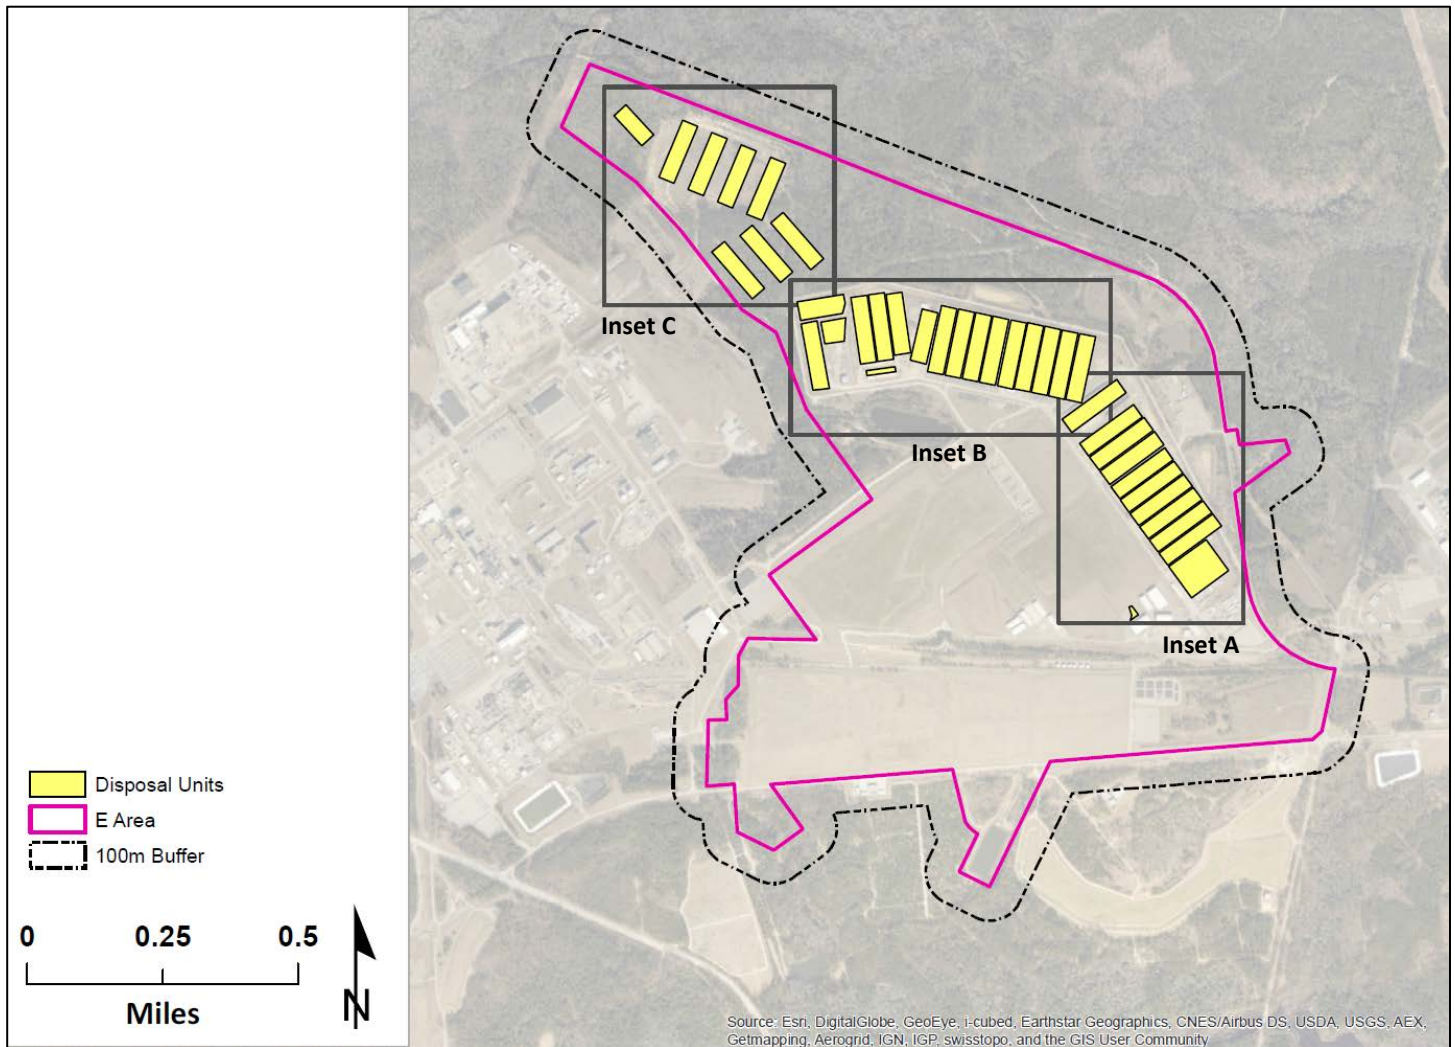 Inset C
Inset B
Inset A
Disposal Units
E Area
100m Buffer
0 0.25 0.5
Miles
N
Source: Esri, DigitalGlobe, GeoEye, i-cubed, Earthstar Geographics, CNES/Airbus DS, USDA, USGS, AEX,
Getmapping, Aerogrid, IGN, IGP, swisstopo, and the GIS User Community